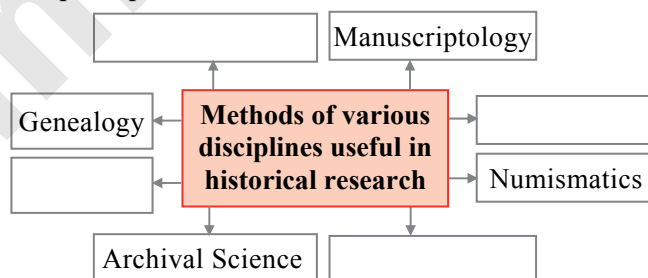 Manuscriptology
Genealogy
Methods of various
disciplines useful in
historical research
Numismatics
Archival Science